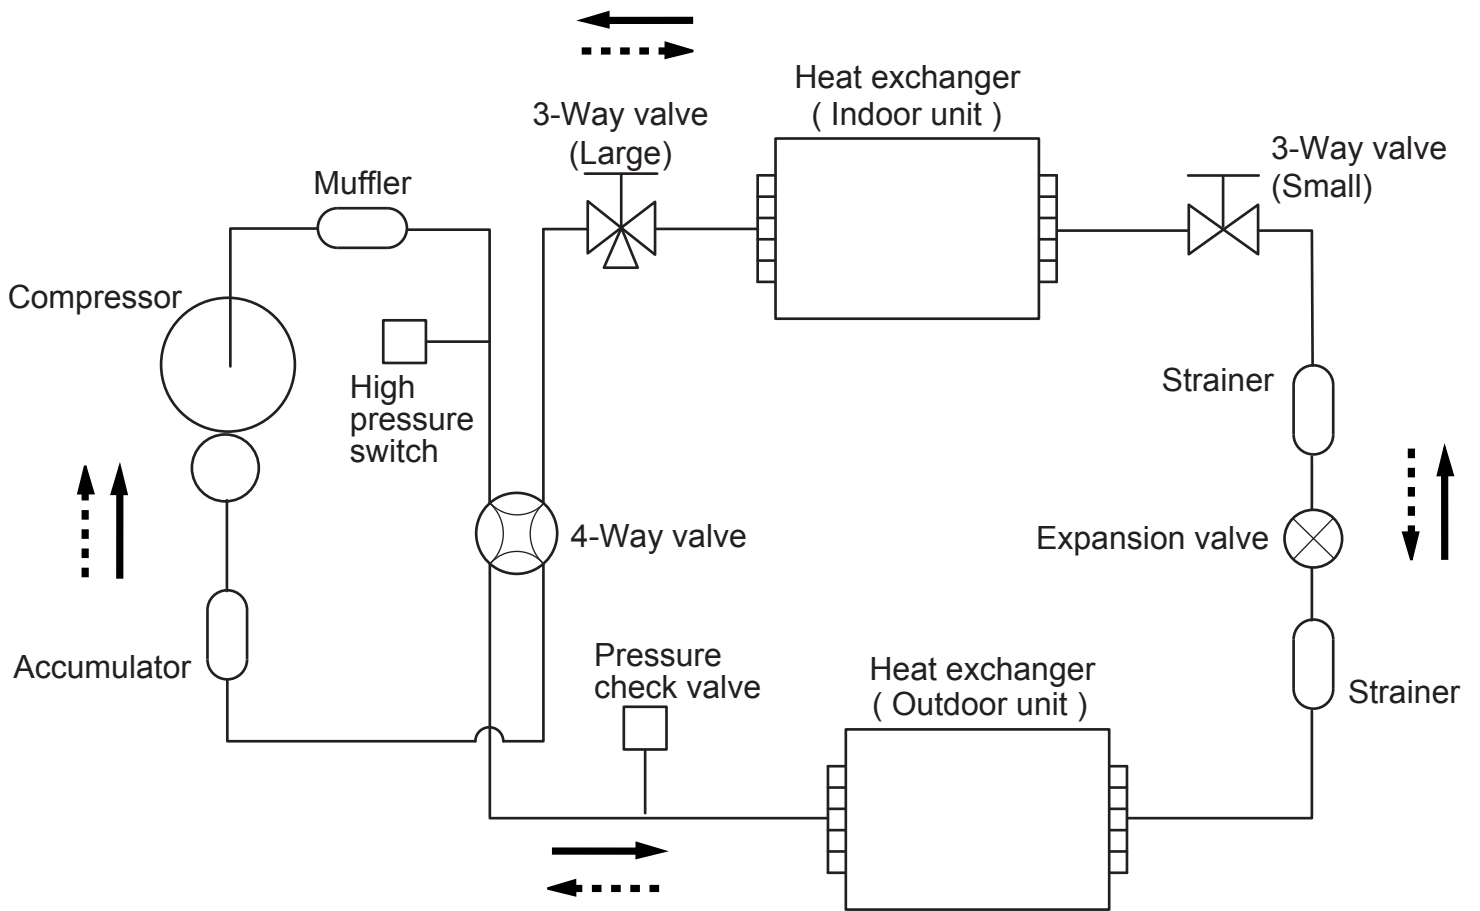 Heat exchanger
( Indoor unit )
3-Way valve
(Large)
3-Way valve
(Small)
Muffler
Compressor
High
pressure
switch
Strainer
4-Way valve
Expansion valve
Accumulator
Pressure
check valve
Heat exchanger
( Outdoor unit )
Strainer